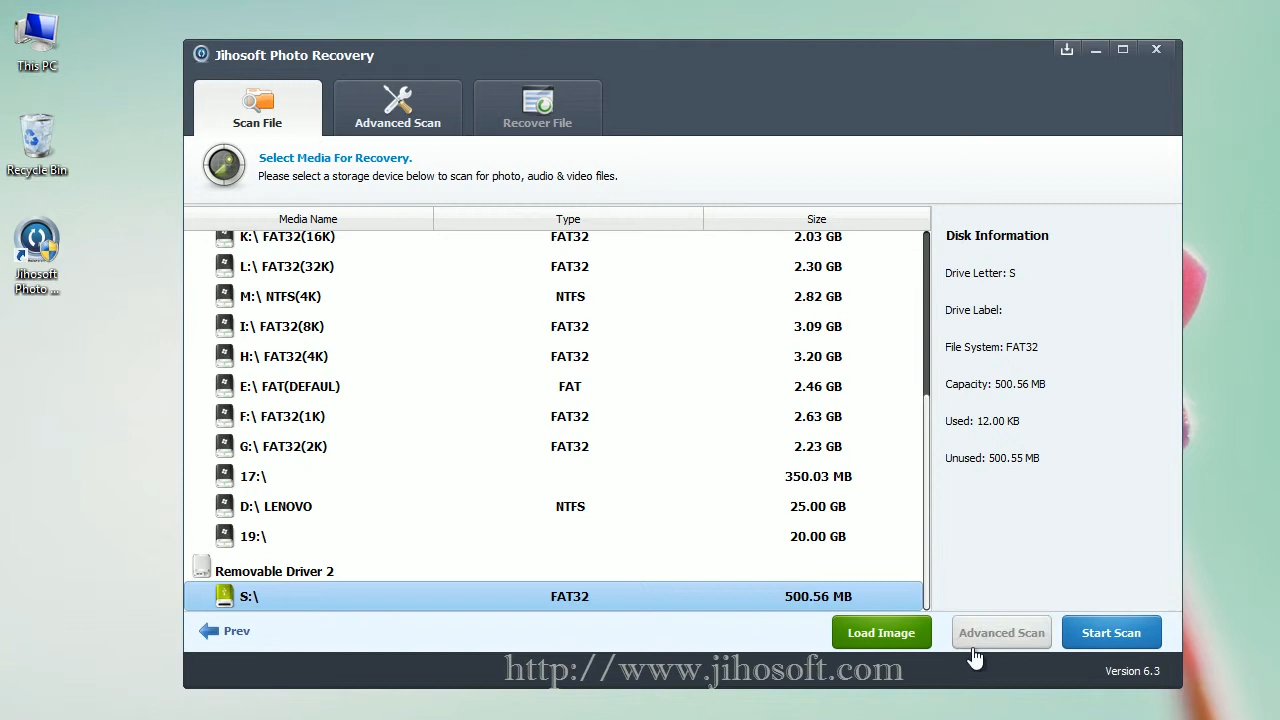 This PC
Recycle Bin
Jihosoft
Photo ...
Jihosoft Photo Recovery
Scan File
Advanced Scan
Recover File
Select Media For Recovery.
Please select a storage device below to scan for photo, audio & video files.
Media Name Type Size
K:\ FAT32(16K) FAT32 2.03 GB
L:\ FAT32(32K) FAT32 2.30 GB
M:\ NTFS(4K) NTFS 2.82 GB
I:\ FAT32(8K) FAT32 3.09 GB
H:\ FAT32(4K) FAT32 3.20 GB
E:\ FAT(DEFAUL) FAT 2.46 GB
F:\ FAT32(1K) FAT32 2.63 GB
G:\ FAT32(2K) FAT32 2.23 GB
17:\ 350.03 MB
D:\ LENOVO NTFS 25.00 GB
19:\ 20.00 GB
Removable Driver 2
S:\ FAT32 500.56 MB
Disk Information
Drive Letter: S
Drive Label:
File System: FAT32
Capacity: 500.56 MB
Used: 12.00 KB
Unused: 500.55 MB
Prev
Load Image
Advanced Scan
Start Scan
http://www.jihosoft.com
Version 6.3